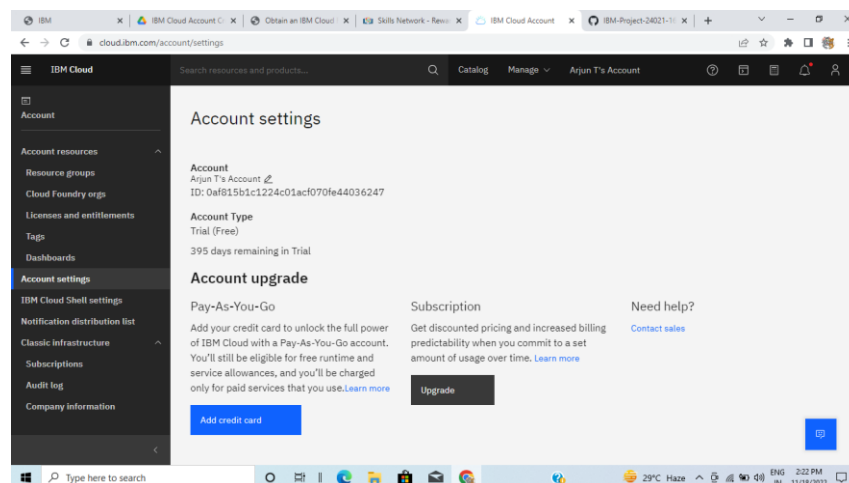 IBM
IBM Cloud Account
Obtain an IBM Cloud
Skills Network - Rewa
IBM Cloud Account
IBM-Project-24021-16
cloud.ibm.com/account/settings
IBM Cloud
Search resources and products...
Catalog
Manage
Arjun T's Account
Account
Account resources
Resource groups
Cloud Foundry orgs
Licenses and entitlements
Tags
Dashboards
Account settings
IBM Cloud Shell settings
Notification distribution list
Classic infrastructure
Subscriptions
Audit log
Company information
Account settings
Account
Arjun T's Account
ID: 0af815b1c1224c01acf070fe44036247
Account Type
Trial (Free)
395 days remaining in Trial
Account upgrade
Pay-As-You-Go
Add your credit card to unlock the full power
of IBM Cloud with a Pay-As-You-Go account.
You'll still be eligible for free runtime and
service allowances, and you'll be charged
only for paid services that you use.Learn more
Add credit card
Subscription
Get discounted pricing and increased billing
predictability when you commit to a set
amount of usage over time. Learn more
Upgrade
Need help?
Contact sales
Type here to search
29°C Haze
ENG
IN
2:22 PM
11/18/2022